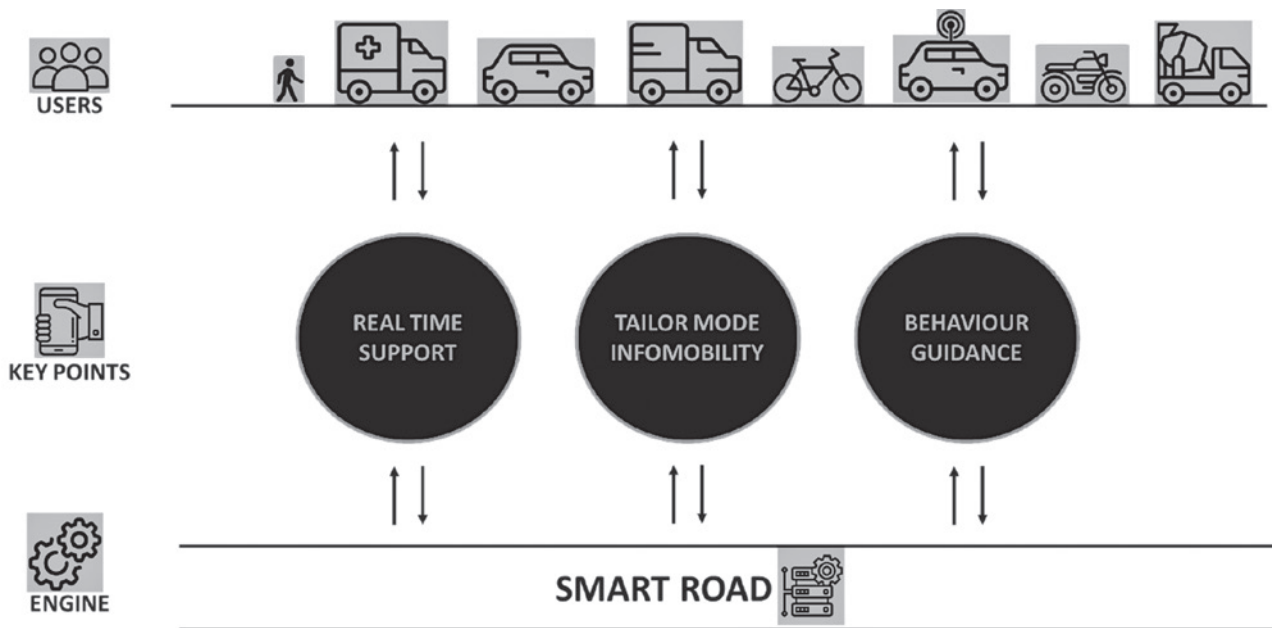 USERS
KEY POINTS
REAL TIME
SUPPORT
TAILOR MODE
INFOMOBILITY
BEHAVIOUR
GUIDANCE
ENGINE
SMART ROAD